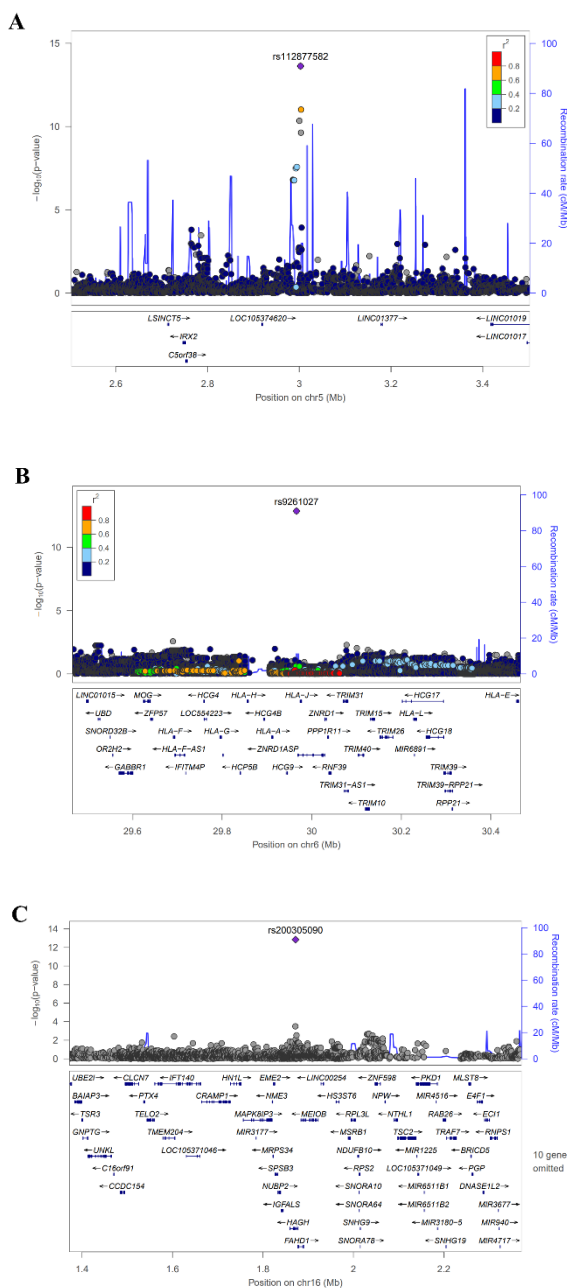 A
rs112877582
r²
0.8
0.6
0.4
0.2
15
10
5
0
−log10(p-value)
100
80
60
40
20
0
Recombination rate (cM/Mb)
LSINCT5→ LOC105374620→ LINC01377→ ←LINC01019
←IRX2 ←LINC01017
C5orf38→
2.6 2.8 3 3.2 3.4
Position on chr5 (Mb)
B
rs9261027
r²
0.8
0.6
0.4
0.2
10
5
0
−log10(p-value)
100
80
60
40
20
0
Recombination rate (cM/Mb)
LINC01015→ MOG→ HCG4→ ←HLA−H→ HLA−J→ ←TRIM31 HCG17→ HLA−E→
←UBD ←ZFP57 LOC554223→ ←HCG4B ZNRD1→ TRIM15→ ←HLA−L→
SNORD32B→ ←HLA−F→ HLA−G→ HLA−A→ PPP1R11→ ←TRIM26 ←HCG18
OR2H2→ ←HLA−F−AS1 ←ZNRD1ASP TRIM40→ MIR6891→
←GABBR1 ←IFITM4P ←HCP5B HCG9→ ←RNF39 TRIM39→
TRIM31−AS1→ TRIM39−RPP21→
←TRIM10 RPP21→
29.6 29.8 30 30.2 30.4
Position on chr6 (Mb)
C
rs200305090
14
12
10
8
6
4
2
0
−log10(p-value)
100
80
60
40
20
0
Recombination rate (cM/Mb)
UBE2I→ ←CLCN7 ←IFT140 HN1L→ EME2→ ←LINC00254 ZNF598→ ←PKD1 MLST8→
←BAIAP3→ ←PTX4 CRAMP1→ ←NME3 ←HS3ST6 NPW→ MIR4516→ E4F1→
←TSR3 TELO2→ MAPK8IP3→ ←MEIOB ←RPL3L ←NTHL1 RAB26→ ←ECI1
GNPTG→ TMEM204→ MIR3177→ ←MSRB1 TSC2→ TRAF7→ ←RNPS1
←UNKL LOC105371046→ MRPS34→ NDUFB10→ ←MIR1225 ←BRICD5
←C16orf91 ←SPSB3 ←RPS2 LOC105371049→ ←PGP
←CCDC154 NUBP2→ ←SNORA10 ←MIR6511B1 DNASE1L2→
IGFALS→ ←SNORA64 ←MIR6511B2 MIR3677→
←HAGH SNHG9→ ←MIR3180−5 MIR940→
FAHD1→ SNORA78→ ←SNHG19 MIR4717→
10 gene
omitted
1.4 1.6 1.8 2 2.2
Position on chr16 (Mb)